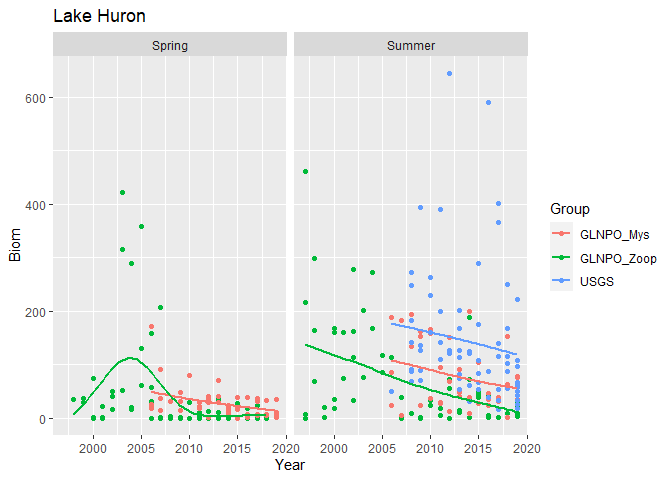 Lake Huron
Spring
Summer
Biom
600
400
200
0
2000
2005
2010
2015
2020
2000
2005
2010
2015
2020
Year
Group
GLNPO_Mys
GLNPO_Zoop
USGS